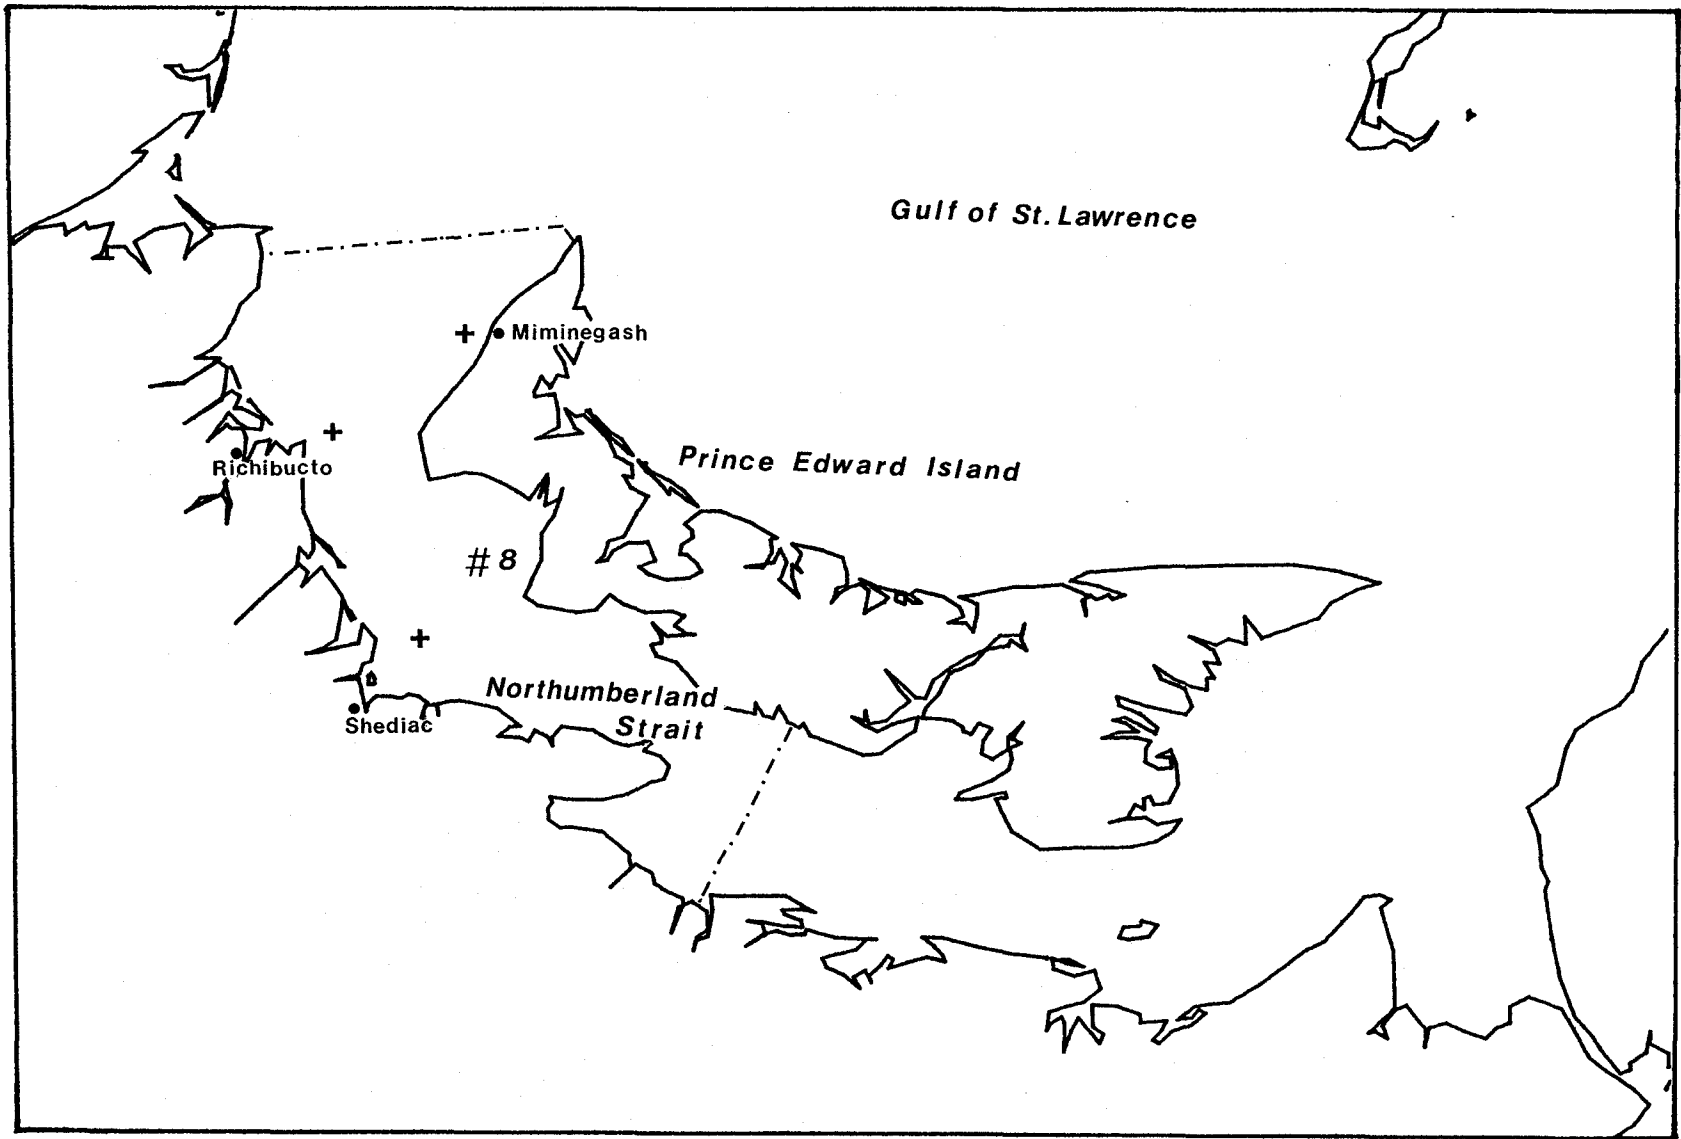 Gulf of St. Lawrence
Miminegash
Prince Edward Island
Richibucto
#8
Northumberland
Strait
Shediac